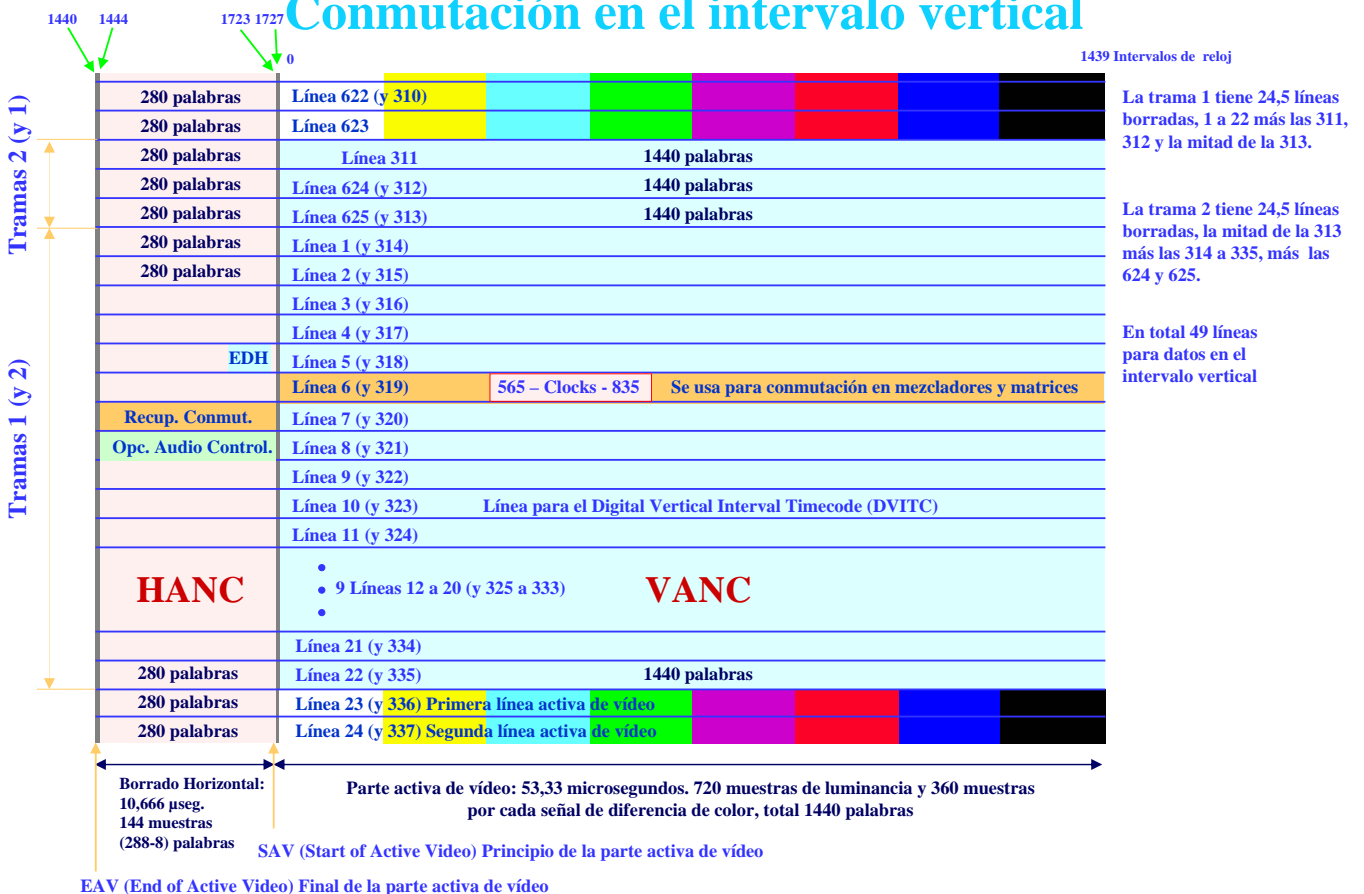 Conmutación en el intervalo vertical
1440 1444 1723 1727
0
1439 Intervalos de reloj
Tramas 2 (y 1)
Tramas 1 (y 2)
280 palabras Línea 622 (y 310)
280 palabras Línea 623
280 palabras Línea 311 1440 palabras
280 palabras Línea 624 (y 312) 1440 palabras
280 palabras Línea 625 (y 313) 1440 palabras
280 palabras Línea 1 (y 314)
280 palabras Línea 2 (y 315)
Línea 3 (y 316)
Línea 4 (y 317)
EDH Línea 5 (y 318)
Línea 6 (y 319) 565 – Clocks - 835 Se usa para conmutación en mezcladores y matrices
Recup. Conmut. Línea 7 (y 320)
Opc. Audio Control. Línea 8 (y 321)
Línea 9 (y 322)
Línea 10 (y 323) Línea para el Digital Vertical Interval Timecode (DVITC)
Línea 11 (y 324)
HANC • 9 Líneas 12 a 20 (y 325 a 333) VANC
Línea 21 (y 334)
280 palabras Línea 22 (y 335) 1440 palabras
280 palabras Línea 23 (y 336) Primera línea activa de vídeo
280 palabras Línea 24 (y 337) Segunda línea activa de vídeo
La trama 1 tiene 24,5 líneas
borradas, 1 a 22 más las 311,
312 y la mitad de la 313.
La trama 2 tiene 24,5 líneas
borradas, la mitad de la 313
más las 314 a 335, más las
624 y 625.
En total 49 líneas
para datos en el
intervalo vertical
Borrado Horizontal:
10,666 µseg.
144 muestras
(288-8) palabras
Parte activa de vídeo: 53,33 microsegundos. 720 muestras de luminancia y 360 muestras
por cada señal de diferencia de color, total 1440 palabras
SAV (Start of Active Video) Principio de la parte activa de vídeo
EAV (End of Active Video) Final de la parte activa de vídeo